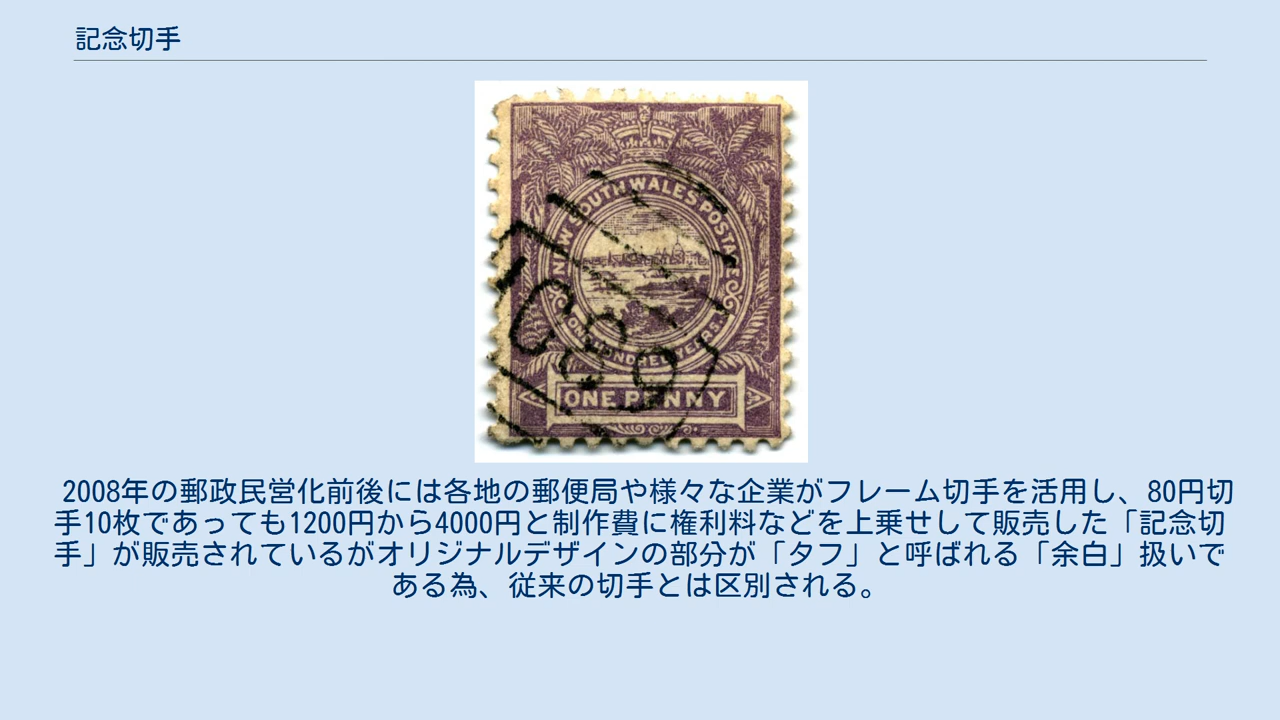 記念切手
NEW SOUTH WALES POSTAGE
ONE HUNDRED YEARS.
ONE PENNY
2008年の郵政民営化前後には各地の郵便局や様々な企業がフレーム切手を活用し、80円切
手10枚であっても1200円から4000円と制作費に権利料などを上乗せして販売した「記念切
手」が販売されているがオリジナルデザインの部分が「タフ」と呼ばれる「余白」扱いで
ある為、従来の切手とは区別される。